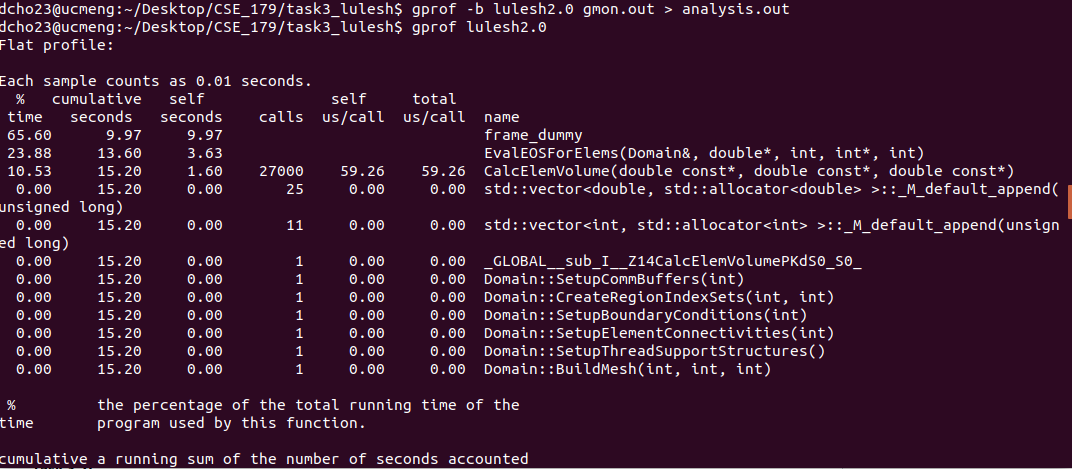 dcho23@ucmeng:~/Desktop/CSE_179/task3_lulesh$ gprof -b lulesh2.0 gmon.out > analysis.out
dcho23@ucmeng:~/Desktop/CSE_179/task3_lulesh$ gprof lulesh2.0
Flat profile:

Each sample counts as 0.01 seconds.
  %   cumulative   self              self     total
 time   seconds   seconds    calls  us/call  us/call  name
 65.60      9.97     9.97                             frame_dummy
 23.88     13.60     3.63                             EvalEOSForElems(Domain&, double*, int, int*, int)
 10.53     15.20     1.60    27000    59.26    59.26  CalcElemVolume(double const*, double const*, double const*)
  0.00     15.20     0.00       25     0.00     0.00  std::vector<double, std::allocator<double> >::_M_default_append(
unsigned long)
  0.00     15.20     0.00       11     0.00     0.00  std::vector<int, std::allocator<int> >::_M_default_append(unsign
ed long)
  0.00     15.20     0.00        1     0.00     0.00  _GLOBAL__sub_I__Z14CalcElemVolumePKdS0_S0_
  0.00     15.20     0.00        1     0.00     0.00  Domain::SetupCommBuffers(int)
  0.00     15.20     0.00        1     0.00     0.00  Domain::CreateRegionIndexSets(int, int)
  0.00     15.20     0.00        1     0.00     0.00  Domain::SetupBoundaryConditions(int)
  0.00     15.20     0.00        1     0.00     0.00  Domain::SetupElementConnectivities(int)
  0.00     15.20     0.00        1     0.00     0.00  Domain::SetupThreadSupportStructures()
  0.00     15.20     0.00        1     0.00     0.00  Domain::BuildMesh(int, int, int)

 %         the percentage of the total running time of the
time       program used by this function.

cumulative a running sum of the number of seconds accounted